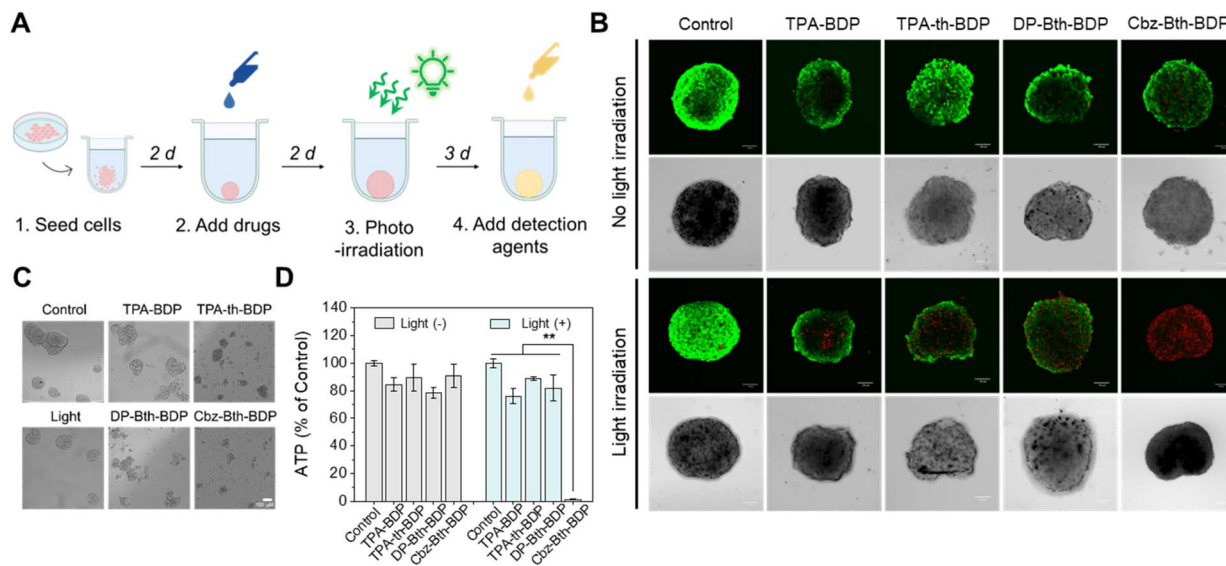 A
2 d
2 d
3 d
1. Seed cells
2. Add drugs
3. Photo
-irradiation
4. Add detection
agents
B
Control
TPA-BDP
TPA-th-BDP
DP-Bth-BDP
Cbz-Bth-BDP
No light irradiation
Light irradiation
C
Control
TPA-BDP
TPA-th-BDP
Light
DP-Bth-BDP
Cbz-Bth-BDP
D
ATP (% of Control)
140
120
100
80
60
40
20
0
Light (-)
Light (+)
**
Control
TPA-BDP
TPA-th-BDP
DP-Bth-BDP
Cbz-Bth-BDP
Control
TPA-BDP
TPA-th-BDP
DP-Bth-BDP
Cbz-Bth-BDP